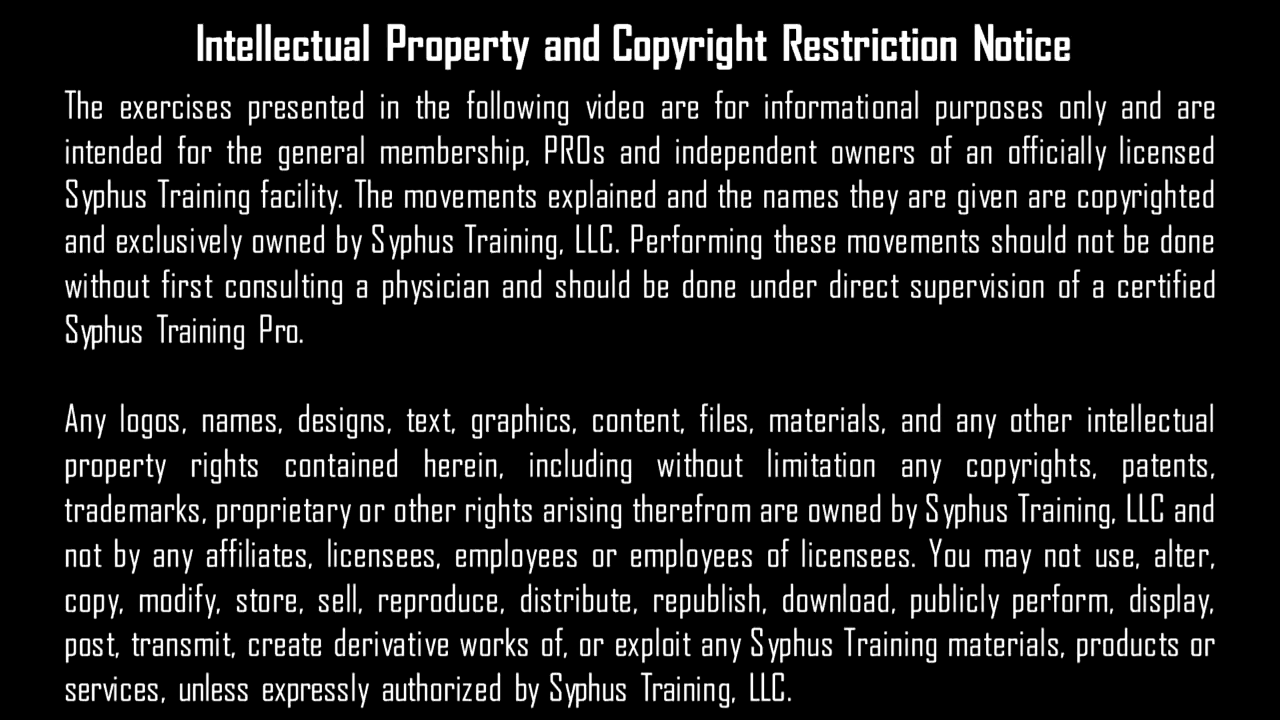 Intellectual Property and Copyright Restriction Notice
The exercises presented in the following video are for informational purposes only and are
intended for the general membership, PROs and independent owners of an officially licensed
Syphus Training facility. The movements explained and the names they are given are copyrighted
and exclusively owned by Syphus Training, LLC. Performing these movements should not be done
without first consulting a physician and should be done under direct supervision of a certified
Syphus Training Pro.
Any logos, names, designs, text, graphics, content, files, materials, and any other intellectual
property rights contained herein, including without limitation any copyrights, patents,
trademarks, proprietary or other rights arising therefrom are owned by Syphus Training, LLC and
not by any affiliates, licensees, employees or employees of licensees. You may not use, alter,
copy, modify, store, sell, reproduce, distribute, republish, download, publicly perform, display,
post, transmit, create derivative works of, or exploit any Syphus Training materials, products or
services, unless expressly authorized by Syphus Training, LLC.